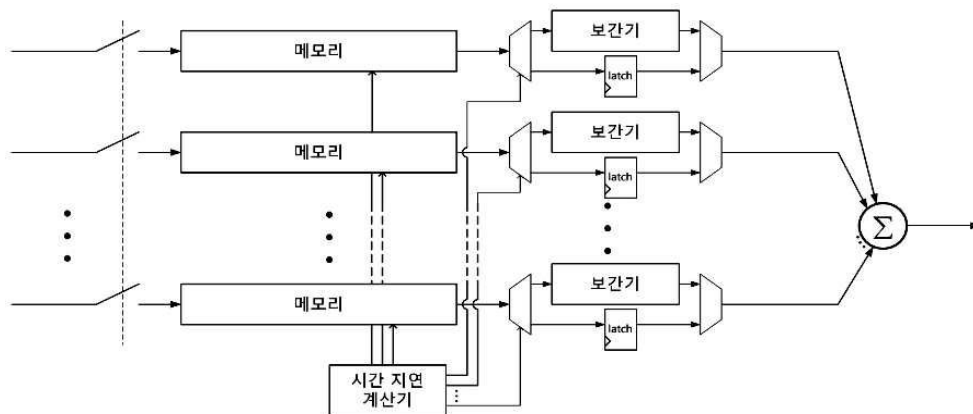 메모리
보간기
latch
메모리
보간기
latch
Σ
메모리
보간기
latch
시간 지연
계산기